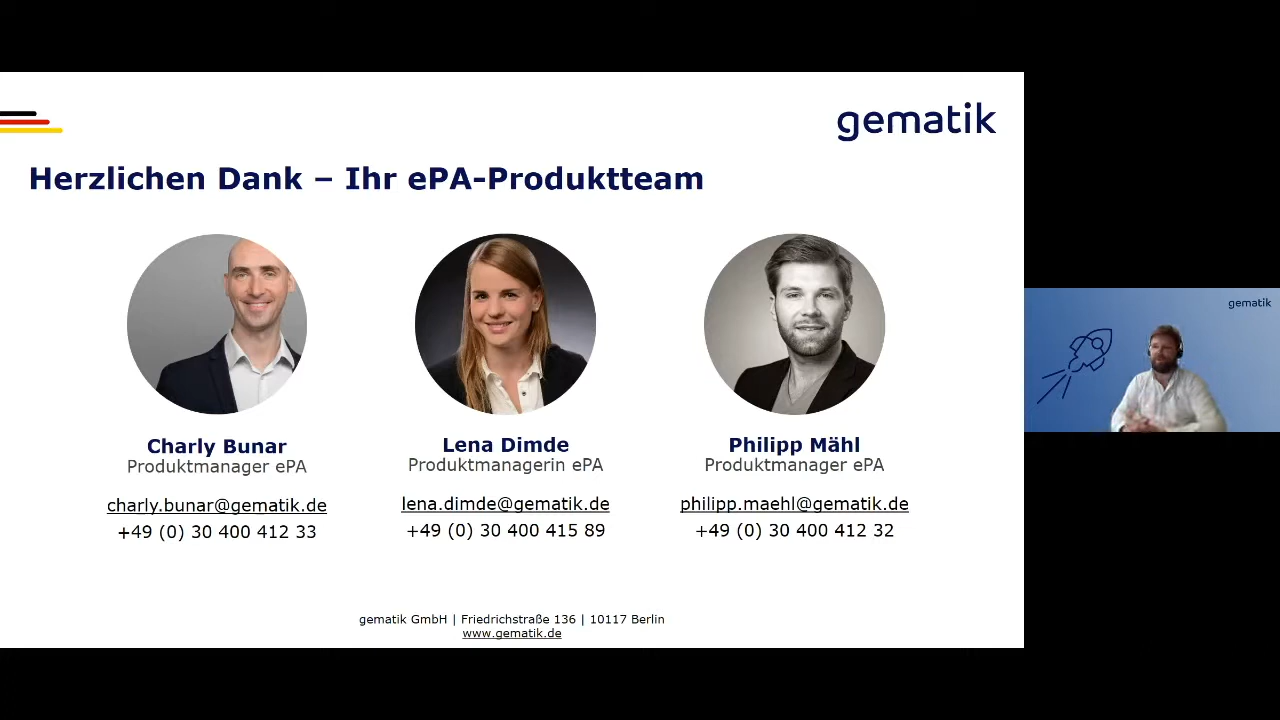 gematik
Herzlichen Dank – Ihr ePA-Produktteam
Charly Bunar
Produktmanager ePA
charly.bunar@gematik.de
+49 (0) 30 400 412 33
Lena Dimde
Produktmanagerin ePA
lena.dimde@gematik.de
+49 (0) 30 400 415 89
Philipp Mähl
Produktmanager ePA
philipp.maehl@gematik.de
+49 (0) 30 400 412 32
gematik GmbH | Friedrichstraße 136 | 10117 Berlin
www.gematik.de
gematik